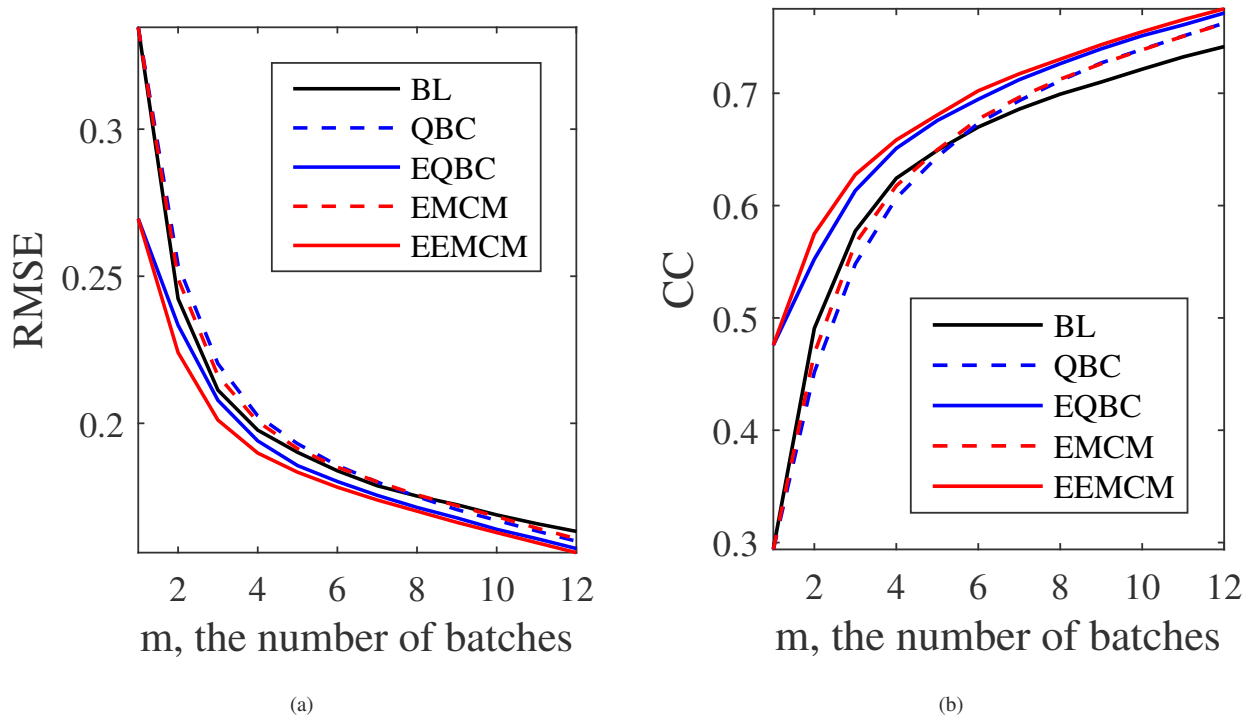 RMSE
0.3
0.25
0.2
2 4 6 8 10 12
m, the number of batches
BL
QBC
EQBC
EMCM
EEMCM
(a)
CC
0.7
0.6
0.5
0.4
0.3
2 4 6 8 10 12
m, the number of batches
BL
QBC
EQBC
EMCM
EEMCM
(b)